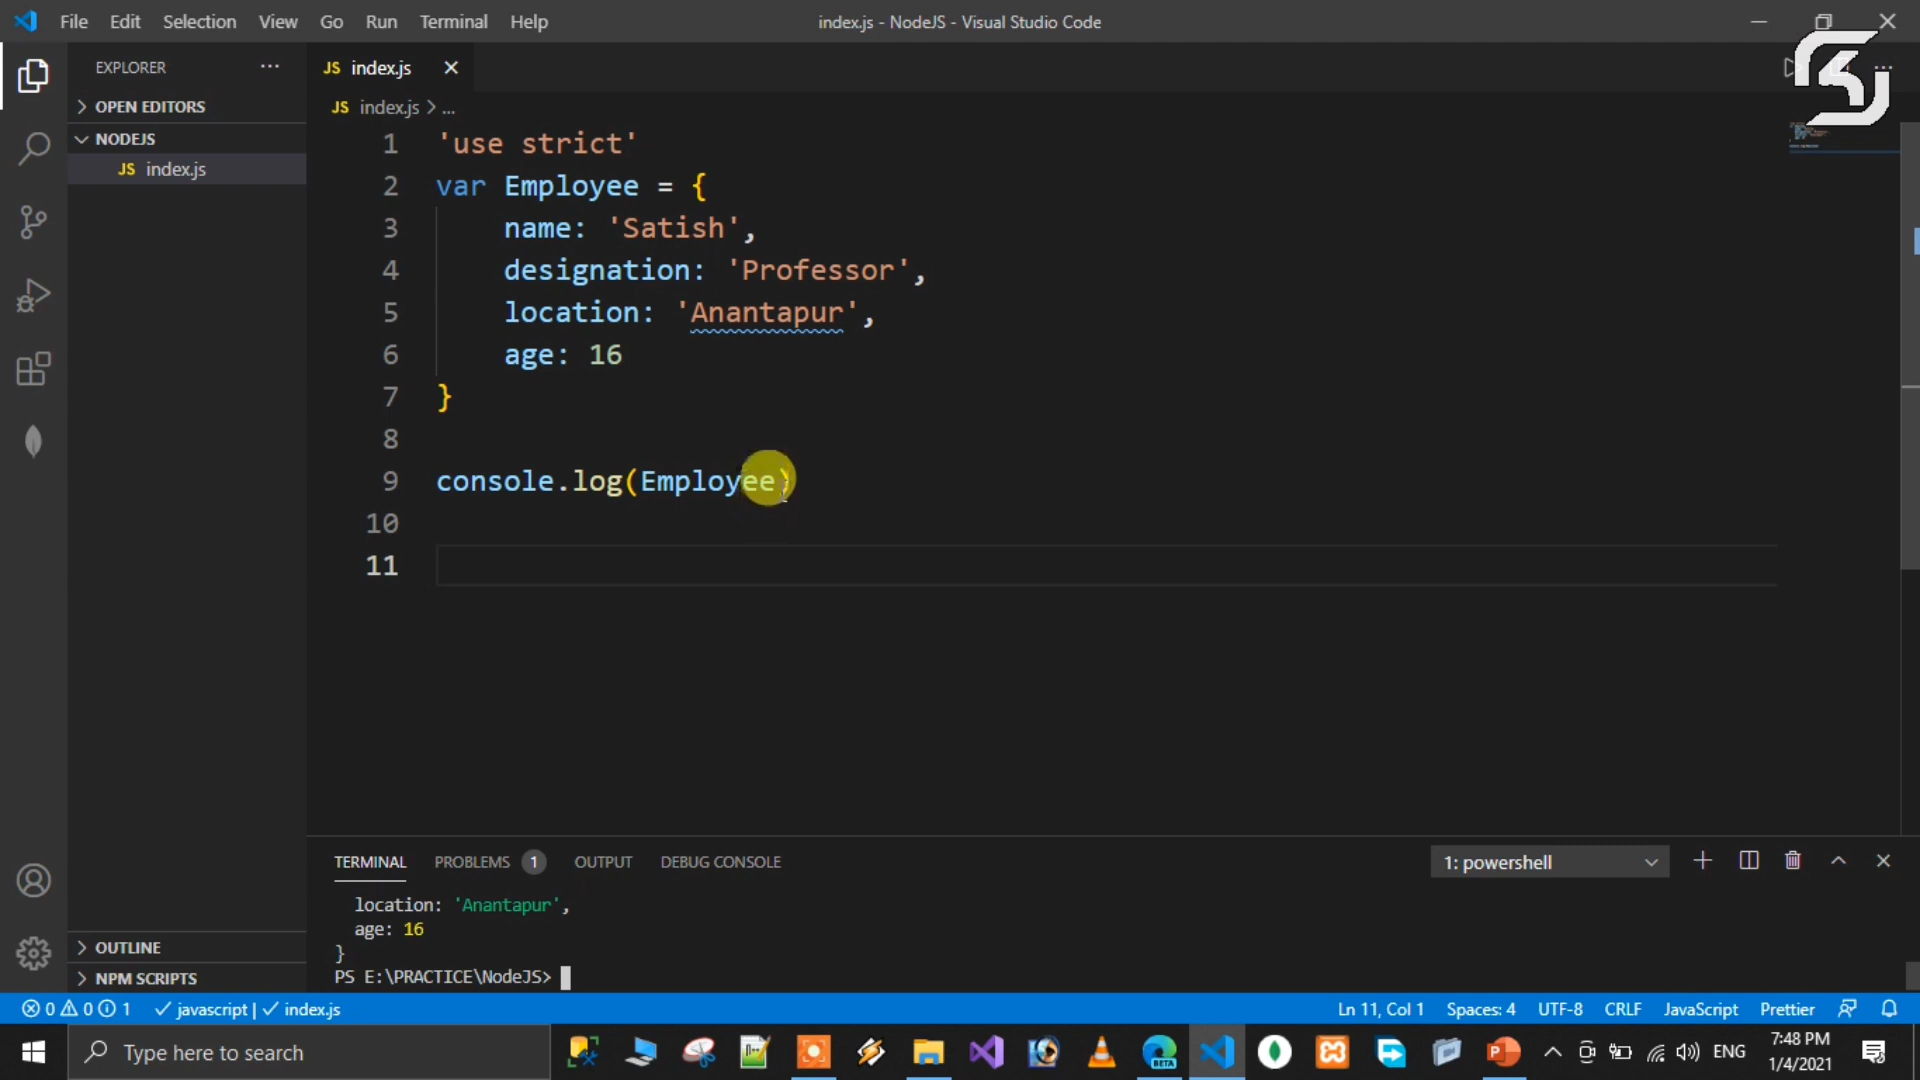 File Edit Selection View Go Run Terminal Help
index.js - NodeJS - Visual Studio Code
EXPLORER
OPEN EDITORS
NODEJS
JS index.js
JS index.js
JS index.js > ...
1 'use strict'
2 var Employee = {
3 name: 'Satish',
4 designation: 'Professor',
5 location: 'Anantapur',
6 age: 16
7 }
8
9 console.log(Employee)
10
11
OUTLINE
NPM SCRIPTS
TERMINAL PROBLEMS 1 OUTPUT DEBUG CONSOLE
1: powershell
location: 'Anantapur',
age: 16
}
PS E:\PRACTICE\NodeJS>
0 0 1 javascript | index.js
Ln 11, Col 1 Spaces: 4 UTF-8 CRLF JavaScript Prettier
Type here to search
BETA
ENG
7:48 PM
1/4/2021